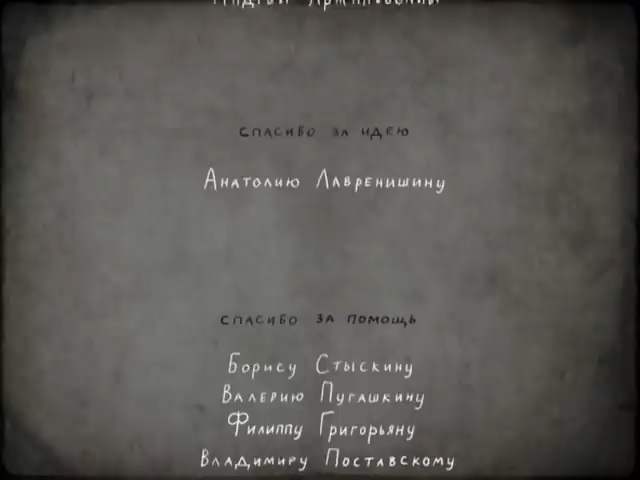 спасибо за идею
Анатолию Лавренишину
спасибо за помощь
Борису Стыскину
Валерию Пугашкину
Филиппу Григорьяну
Владимиру Поставскому